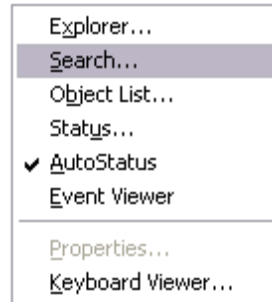 Explorer...
Search...
Object List...
Status...
AutoStatus
Event Viewer
Properties...
Keyboard Viewer...